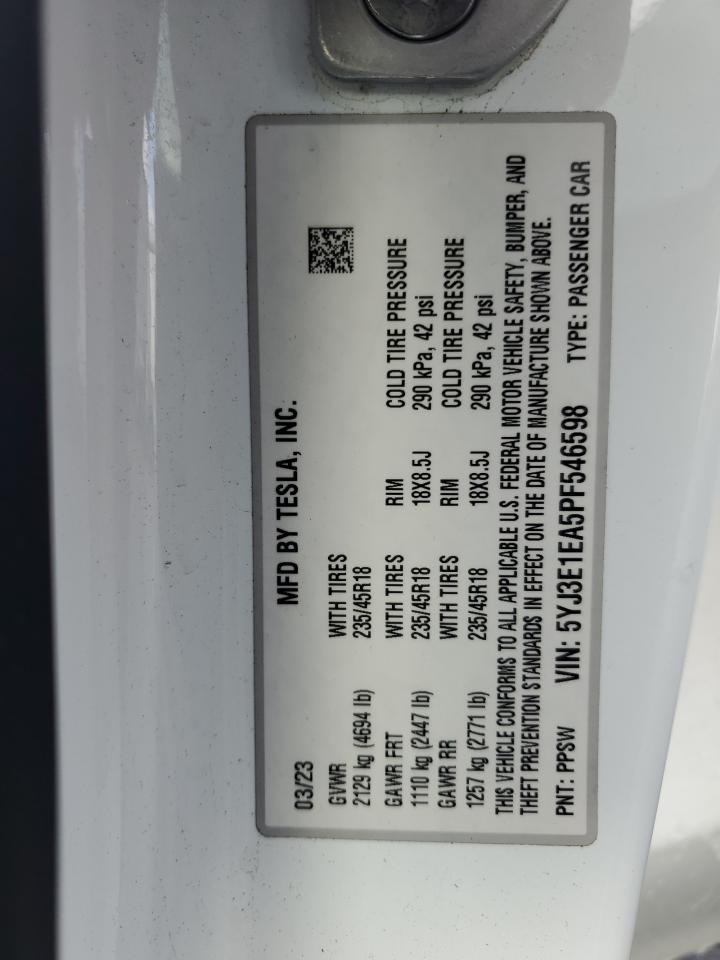 MFD BY TESLA, INC.
03/23
GVWR WITH TIRES
2129 kg (4694 lb) 235/45R18
GAWR FRT WITH TIRES RIM COLD TIRE PRESSURE
1110 kg (2447 lb) 235/45R18 18X8.5J 290 kPa, 42 psi
GAWR RR WITH TIRES RIM COLD TIRE PRESSURE
1257 kg (2771 lb) 235/45R18 18X8.5J 290 kPa, 42 psi
THIS VEHICLE CONFORMS TO ALL APPLICABLE U.S. FEDERAL MOTOR VEHICLE SAFETY, BUMPER, AND
THEFT PREVENTION STANDARDS IN EFFECT ON THE DATE OF MANUFACTURE SHOWN ABOVE.
PNT: PPSW VIN: 5YJ3E1EA5PF546598 TYPE: PASSENGER CAR